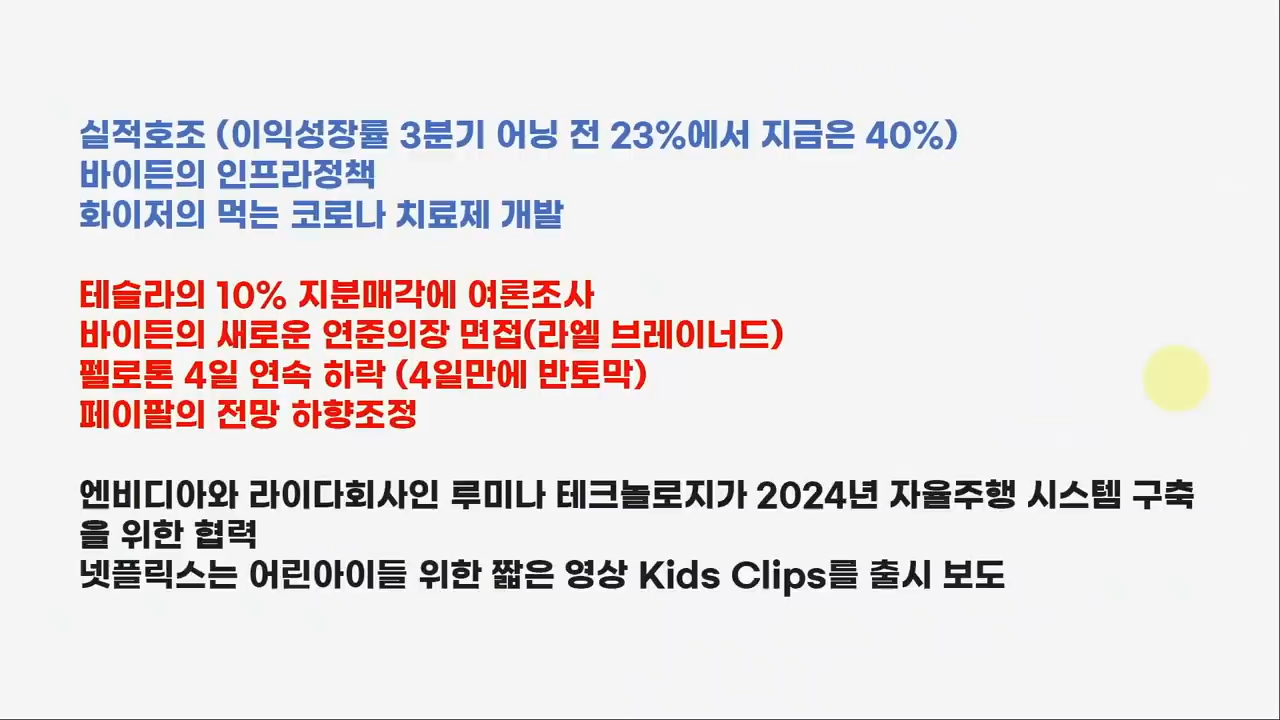 실적호조 (이익성장률 3분기 어닝 전 23%에서 지금은 40%)
바이든의 인프라정책
화이저의 먹는 코로나 치료제 개발
테슬라의 10% 지분매각에 여론조사
바이든의 새로운 연준의장 면접(라엘 브레이너드)
펠로톤 4일 연속 하락 (4일만에 반토막)
페이팔의 전망 하향조정
엔비디아와 라이다회사인 루미나 테크놀로지가 2024년 자율주행 시스템 구축
을 위한 협력
넷플릭스는 어린아이들 위한 짧은 영상 Kids Clips를 출시 보도